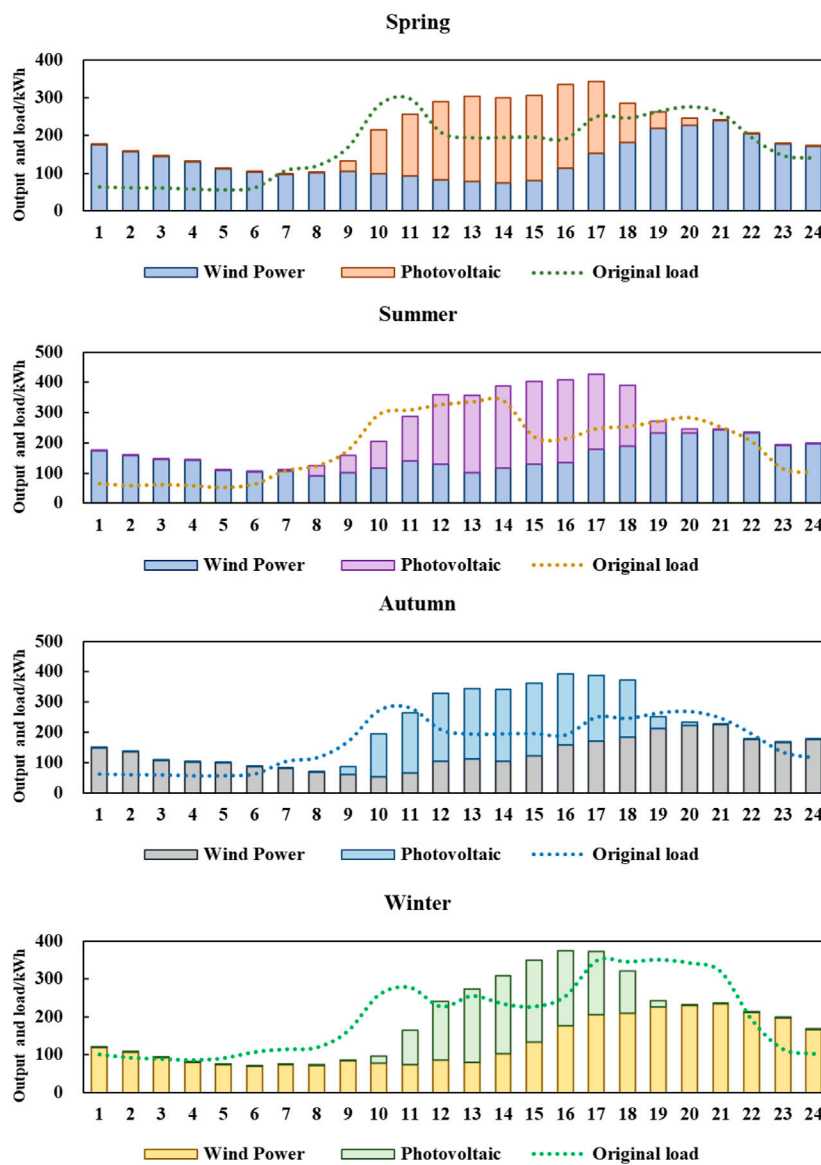 Spring
Output and load/kWh
400
300
200
100
0
1 2 3 4 5 6 7 8 9 10 11 12 13 14 15 16 17 18 19 20 21 22 23 24
Wind Power Photovoltaic Original load
Summer
Output and load/kWh
500
400
300
200
100
0
1 2 3 4 5 6 7 8 9 10 11 12 13 14 15 16 17 18 19 20 21 22 23 24
Wind Power Photovoltaic Original load
Autumn
Output and load/kWh
500
400
300
200
100
0
1 2 3 4 5 6 7 8 9 10 11 12 13 14 15 16 17 18 19 20 21 22 23 24
Wind Power Photovoltaic Original load
Winter
Output and load/kWh
400
300
200
100
0
1 2 3 4 5 6 7 8 9 10 11 12 13 14 15 16 17 18 19 20 21 22 23 24
Wind Power Photovoltaic Original load